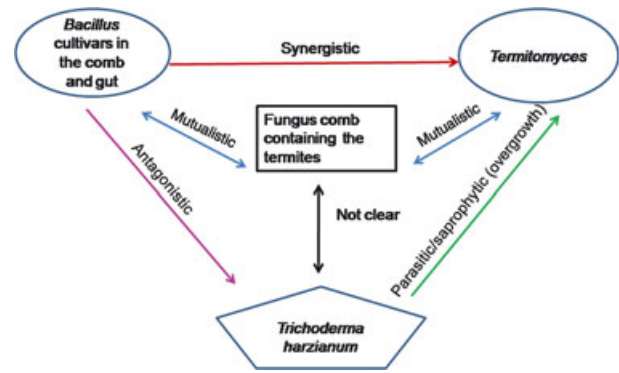 Bacillus
cultivars in
the comb
and gut
Synergistic
Termitomyces
Mutualistic
Fungus comb
containing the
termites
Mutualistic
Antagonistic
Not clear
Parasitic/saprophytic (overgrowth)
Trichoderma
harzianum